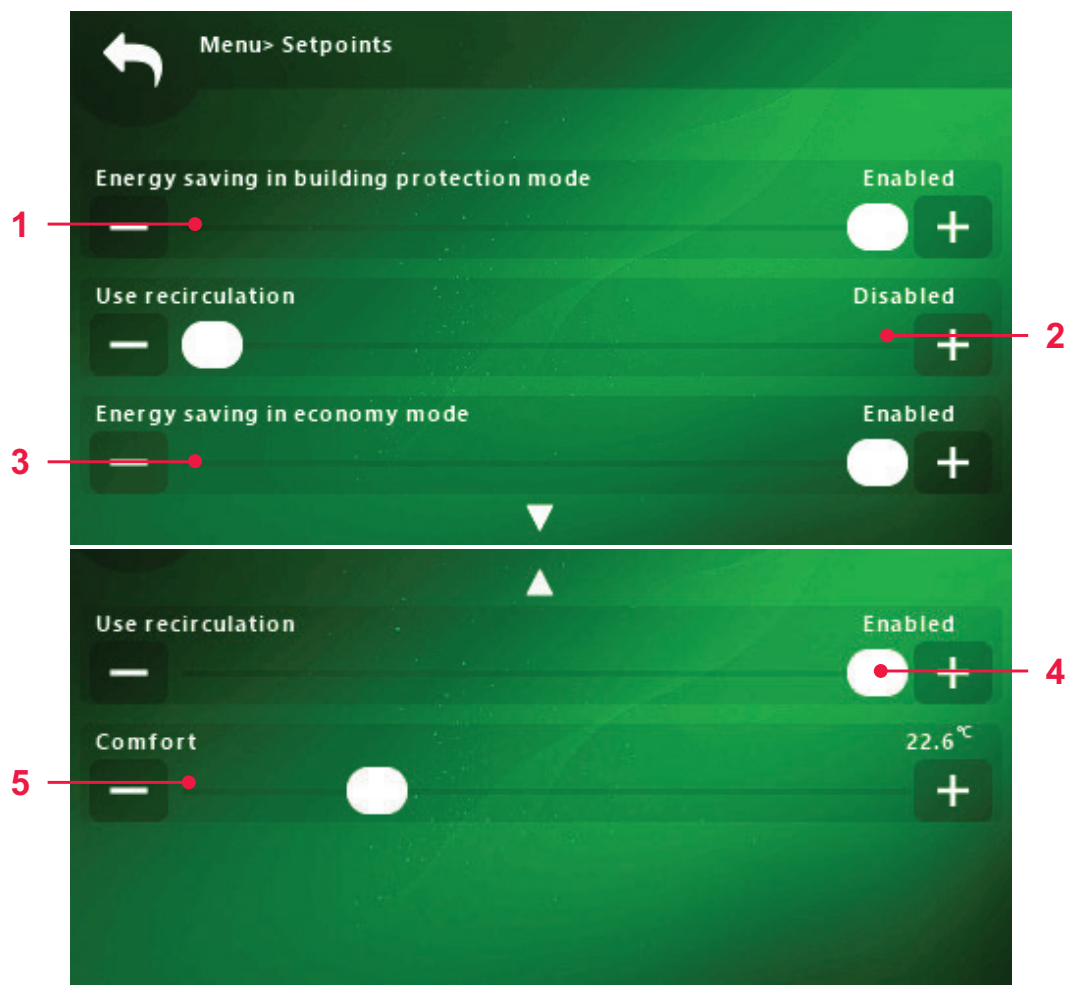 Menu> Setpoints
Energy saving in building protection mode Enabled
1
Use recirculation Disabled
2
Energy saving in economy mode Enabled
3
Use recirculation Enabled
4
Comfort 22.6°C
5